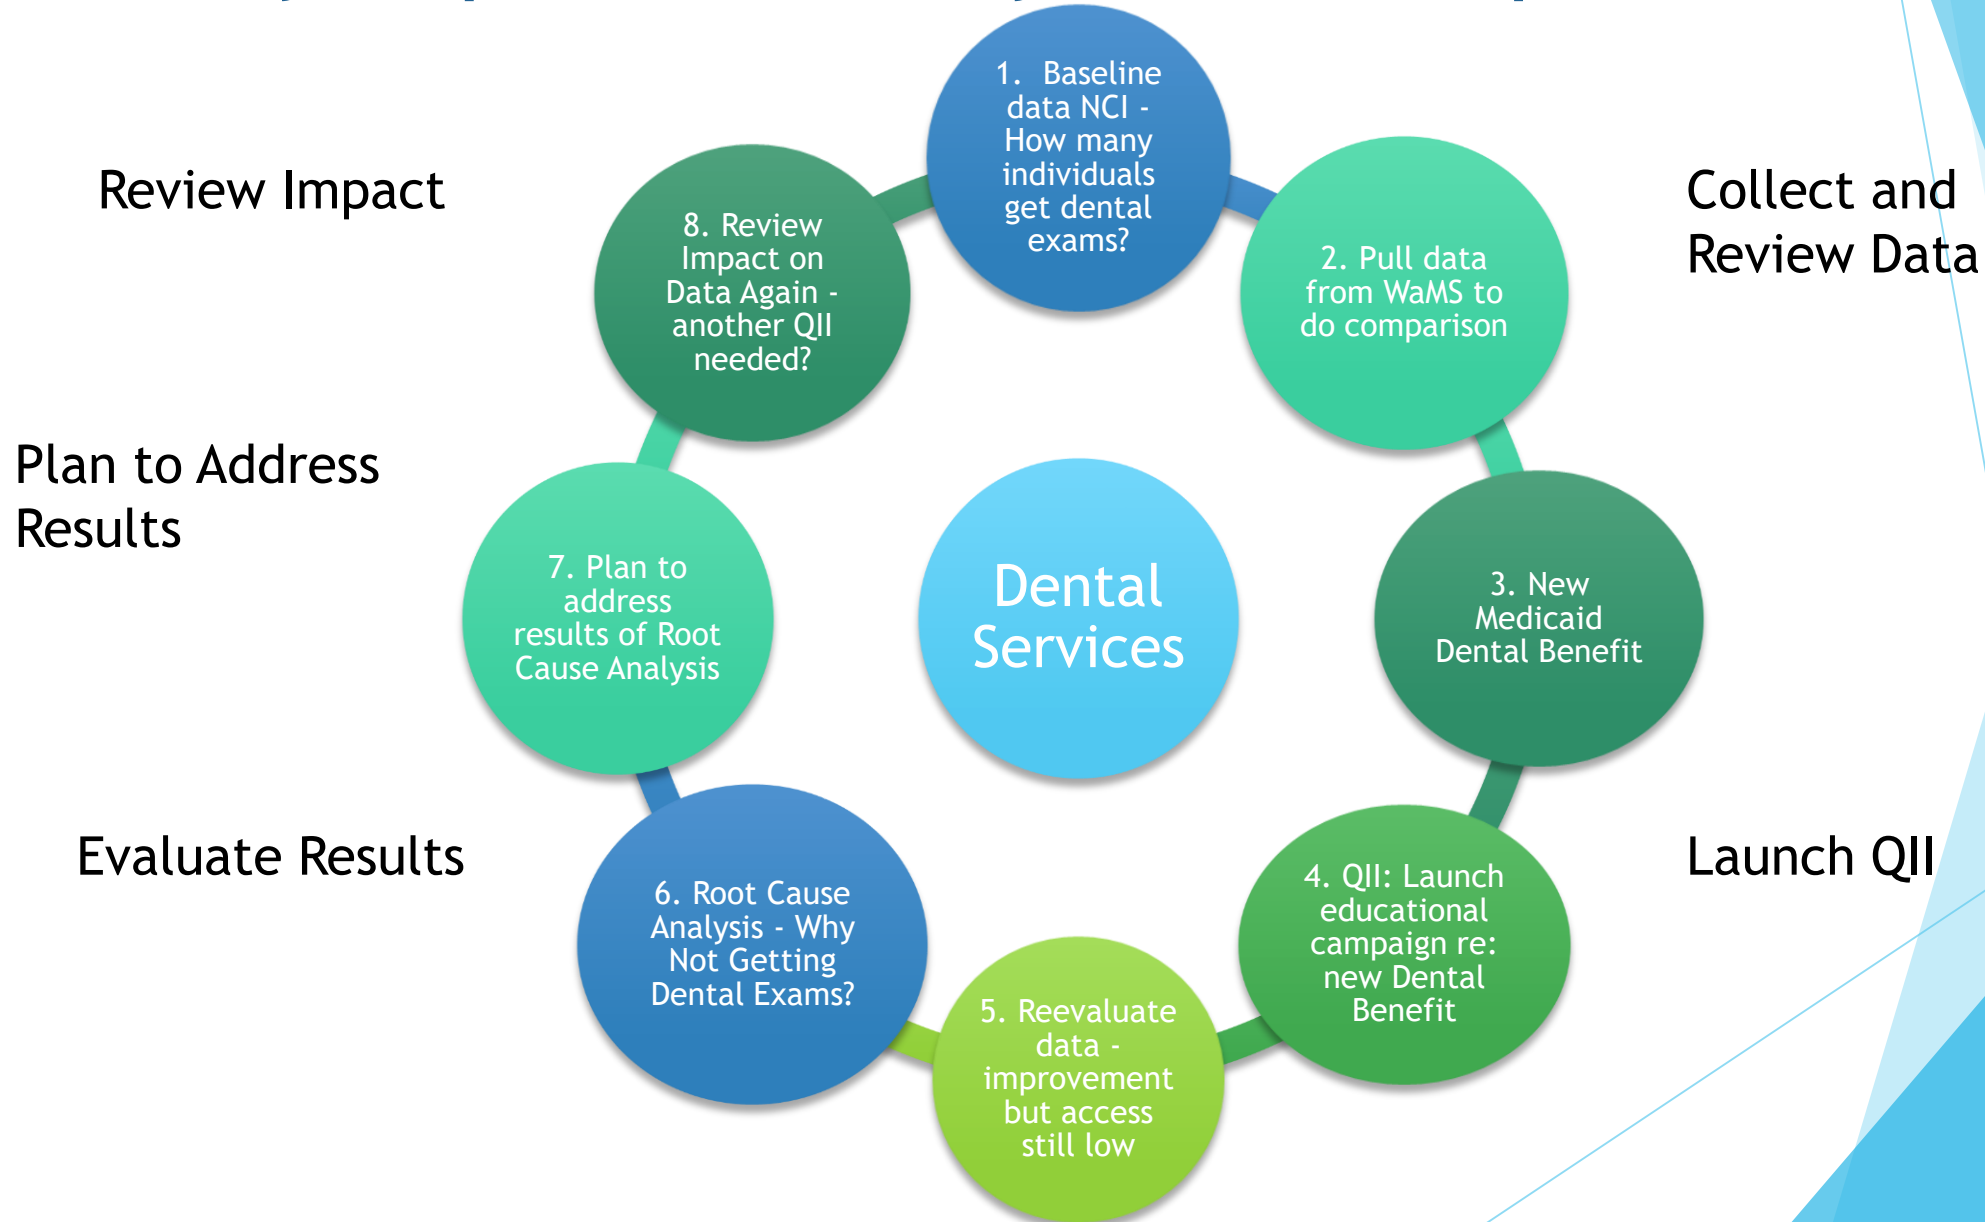 1. Baseline
data NCI -
How many
individuals
get dental
exams?
2. Pull data
from WaMS to
do comparison
3. New
Medicaid
Dental Benefit
4. QII: Launch
educational
campaign re:
new Dental
Benefit
5. Reevaluate
data -
improvement
but access
still low
6. Root Cause
Analysis - Why
Not Getting
Dental Exams?
7. Plan to
address
results of Root
Cause Analysis
8. Review
Impact on
Data Again -
another QII
needed?
Dental
Services
Collect and
Review Data
Launch QII
Evaluate Results
Plan to Address
Results
Review Impact